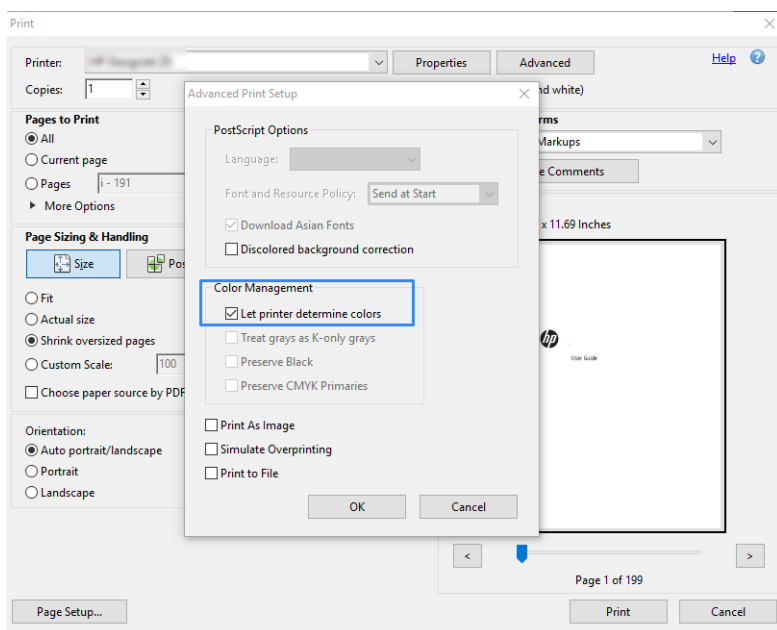 Print
Printer:
Properties
Advanced
Help
?
Copies:
1
nd white)
Pages to Print
All
Current page
Pages
i - 191
More Options
Page Sizing & Handling
Size
Pos
Fit
Actual size
Shrink oversized pages
Custom Scale:
100
Choose paper source by PDF
Orientation:
Auto portrait/landscape
Portrait
Landscape
Page Setup...
Advanced Print Setup
PostScript Options
Language:
Font and Resource Policy:
Send at Start
Download Asian Fonts
Discolored background correction
Color Management
Let printer determine colors
Treat grays as K-only grays
Preserve Black
Preserve CMYK Primaries
Print As Image
Simulate Overprinting
Print to File
OK
Cancel
rms
Markups
e Comments
x 11.69 Inches
hp
User Guide
<
>
Page 1 of 199
Print
Cancel